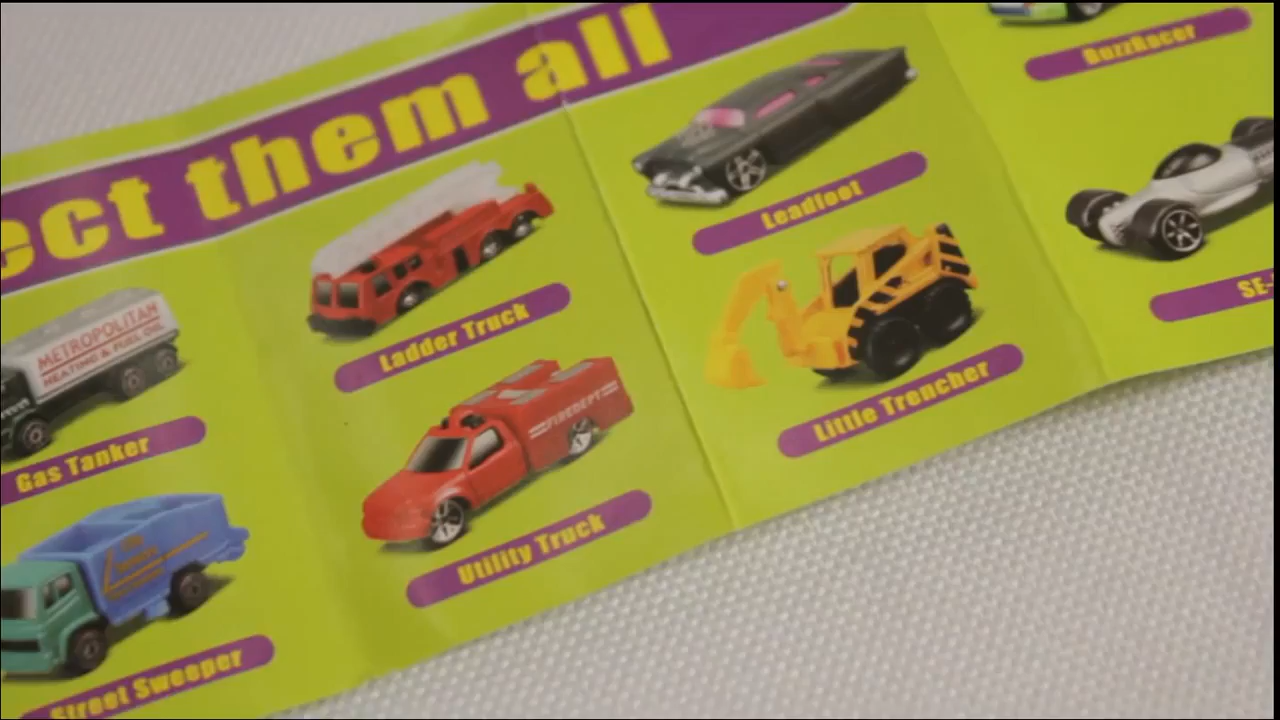 ect them all
BuzzRacer
Leadfoot
SE-
METROPOLITAN
HEATING & FUEL OIL
Ladder Truck
Little Trencher
Gas Tanker
FIRE DEPT
Utility Truck
Street Sweeper